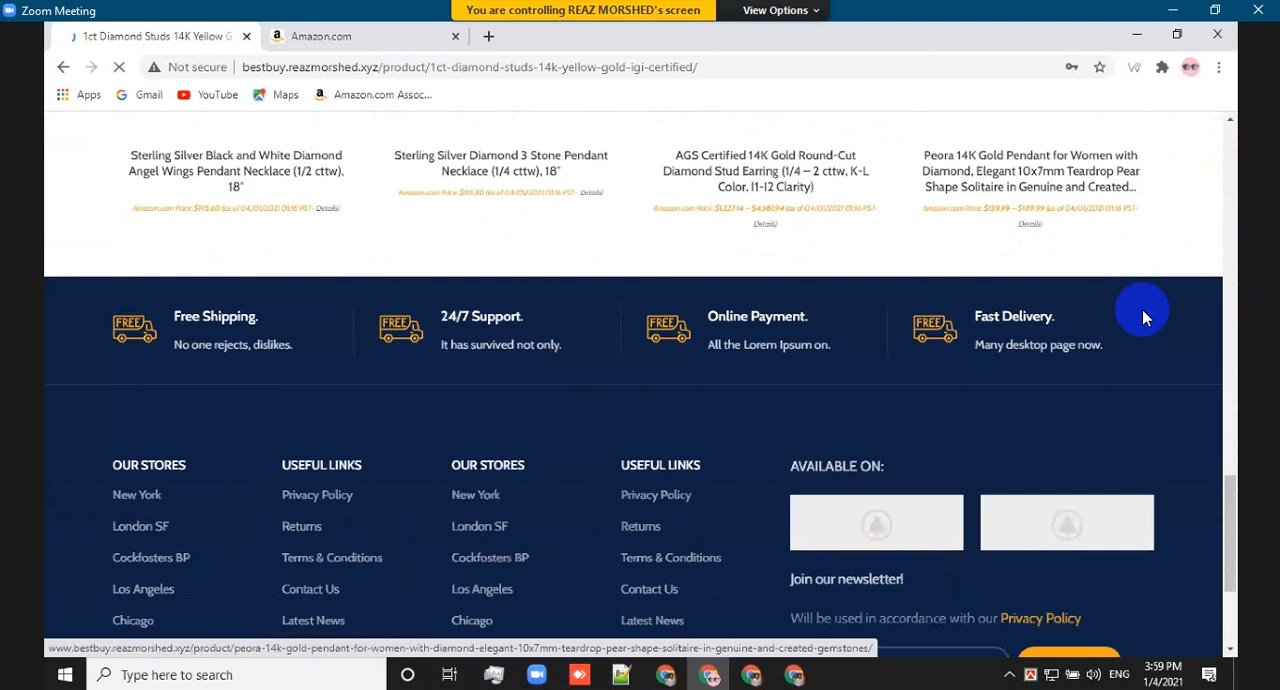 Zoom Meeting
You are controlling REAZ MORSHED's screen
View Options
1ct Diamond Studs 14K Yellow G
Amazon.com
Not secure
bestbuy.reazmorshed.xyz/product/1ct-diamond-studs-14k-yellow-gold-igi-certified/
Apps
Gmail
YouTube
Maps
Amazon.com Assoc...
Sterling Silver Black and White Diamond
Angel Wings Pendant Necklace (1/2 cttw),
18"
Amazon.com Price: $175.60 (as of 04/01/2021 01:16 PST- Details)
Sterling Silver Diamond 3 Stone Pendant
Necklace (1/4 cttw), 18"
Amazon.com Price: $115.20 (as of 04/01/2021 01:16 PST- Details)
AGS Certified 14K Gold Round-Cut
Diamond Stud Earring (1/4 – 2 cttw, K-L
Color, I1-I2 Clarity)
Amazon.com Price: (as of 04/01/2021 01:16 PST-
Details)
Peora 14K Gold Pendant for Women with
Diamond, Elegant 10x7mm Teardrop Pear
Shape Solitaire in Genuine and Created...
Amazon.com Price: $139.99 – $189.99 (as of 04/01/2021 01:16 PST-
Details)
FREE
Free Shipping.
No one rejects, dislikes.
FREE
24/7 Support.
It has survived not only.
FREE
Online Payment.
All the Lorem Ipsum on.
FREE
Fast Delivery.
Many desktop page now.
OUR STORES
New York
London SF
Cockfosters BP
Los Angeles
Chicago
USEFUL LINKS
Privacy Policy
Returns
Terms & Conditions
Contact Us
Latest News
OUR STORES
New York
London SF
Cockfosters BP
Los Angeles
Chicago
USEFUL LINKS
Privacy Policy
Returns
Terms & Conditions
Contact Us
Latest News
AVAILABLE ON:
Join our newsletter!
Will be used in accordance with our Privacy Policy
www.bestbuy.reazmorshed.xyz/product/peora-14k-gold-pendant-for-women-with-diamond-elegant-10x7mm-teardrop-pear-shape-solitaire-in-genuine-and-created-gemstones/
Type here to search
ENG
3:59 PM
1/4/2021